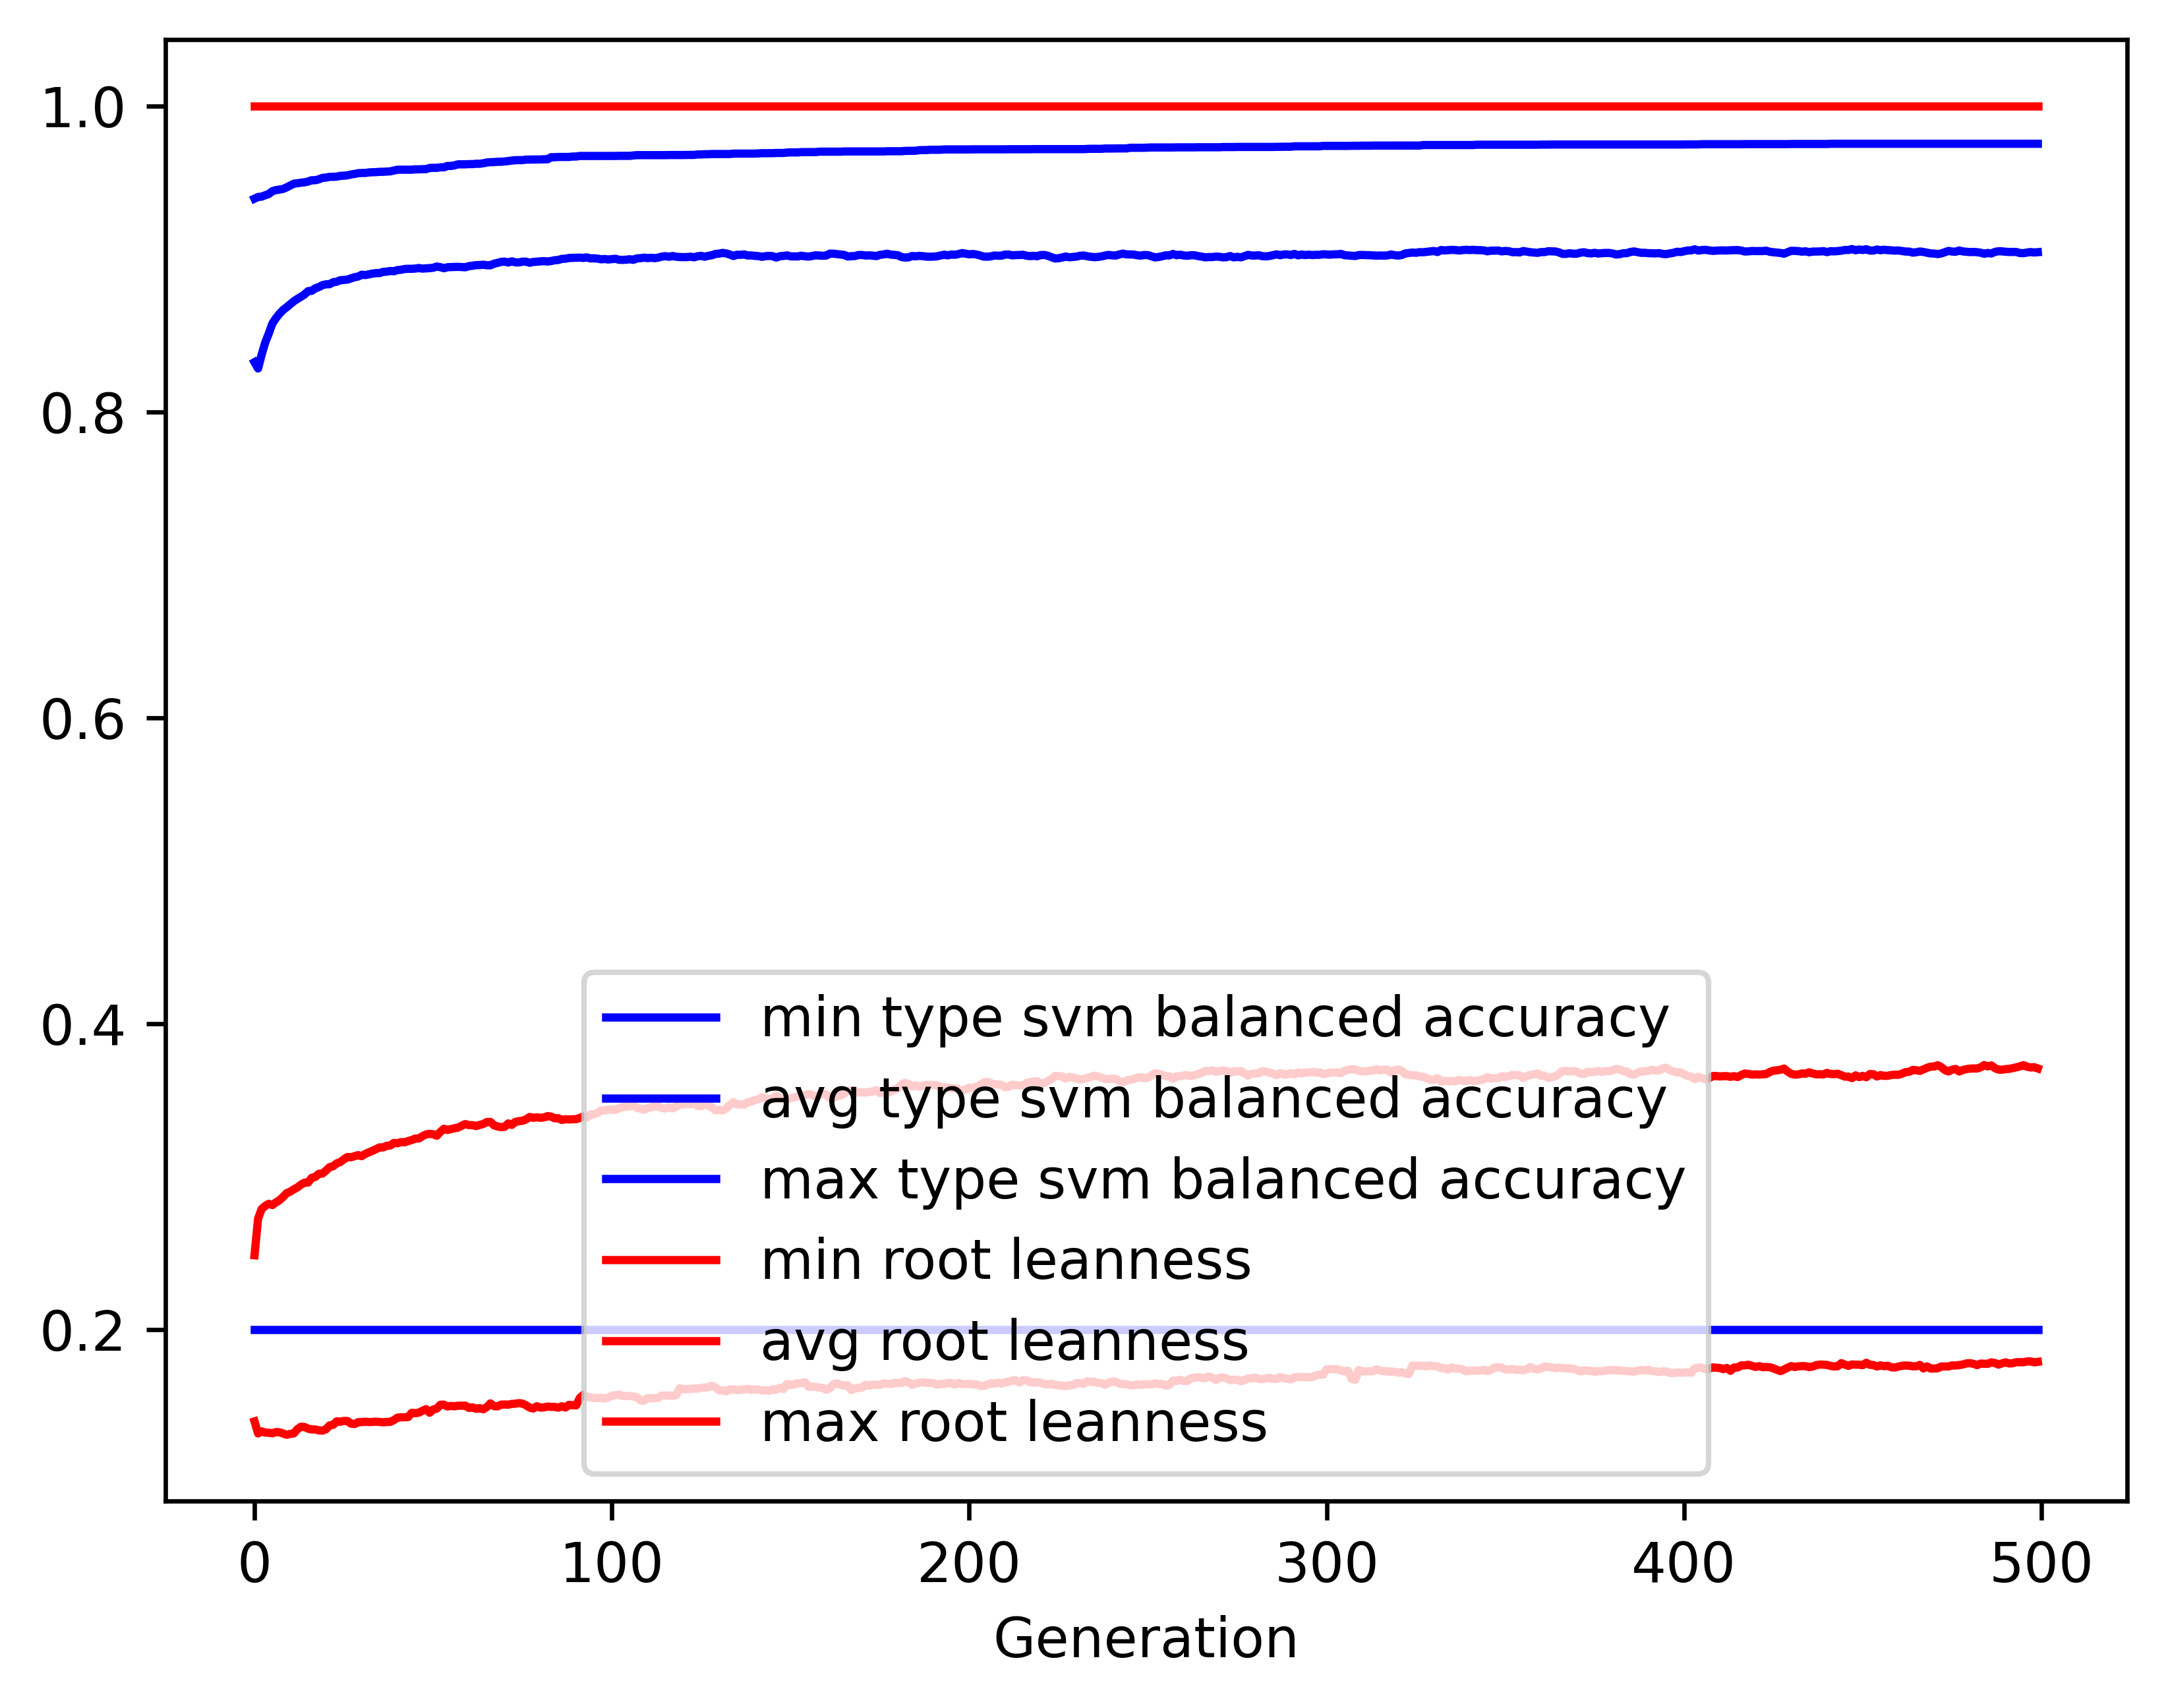 1.0
0.8
0.6
0.4
0.2
min type svm balanced accuracy
avg type svm balanced accuracy
max type svm balanced accuracy
min root leanness
avg root leanness
max root leanness
0 100 200 300 400 500
Generation